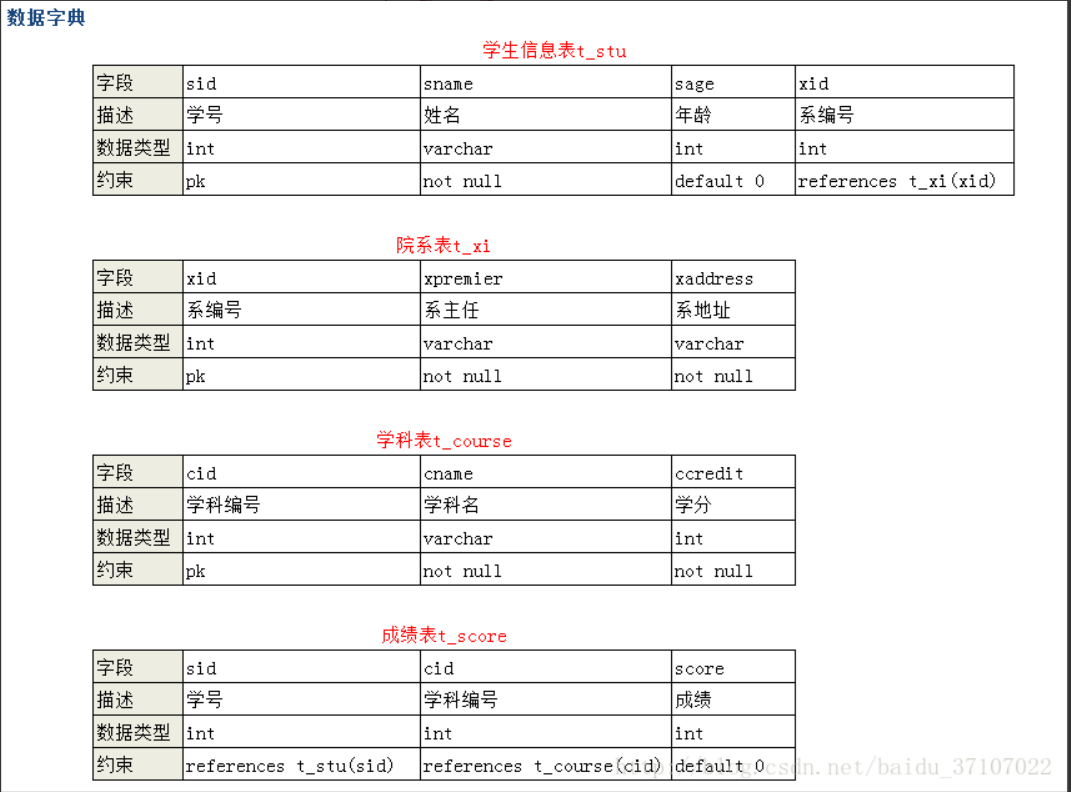 数据字典
学生信息表t_stu
字段 sid sname sage xid
描述 学号 姓名 年龄 系编号
数据类型 int varchar int int
约束 pk not null default 0 references t_xi(xid)
院系表t_xi
字段 xid xpremier xaddress
描述 系编号 系主任 系地址
数据类型 int varchar varchar
约束 pk not null not null
学科表t_course
字段 cid cname ccredit
描述 学科编号 学科名 学分
数据类型 int varchar int
约束 pk not null not null
成绩表t_score
字段 sid cid score
描述 学号 学科编号 成绩
数据类型 int int int
约束 references t_stu(sid) references t_course(cid) default 0
http://blog.csdn.net/baidu_37107022